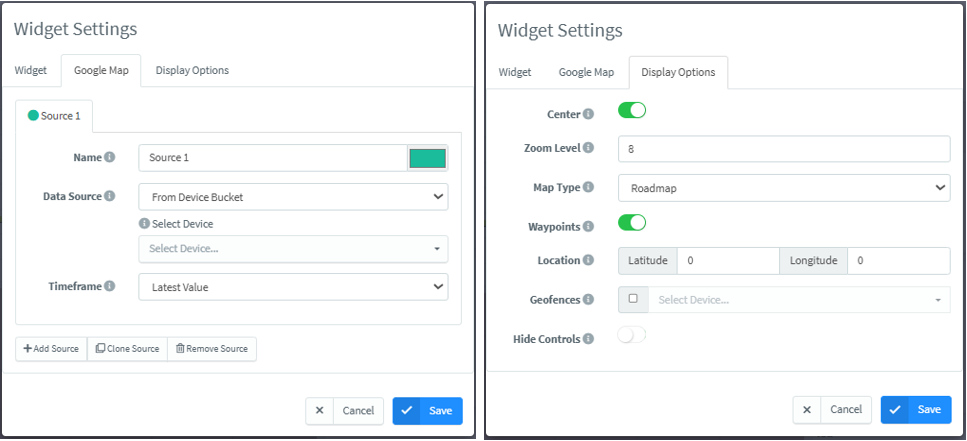 Widget Settings
Widget Google Map Display Options
Source 1
Name Source 1
Data Source From Device Bucket
Select Device
Select Device...
Timeframe Latest Value
Add Source Clone Source Remove Source
Cancel Save
Widget Settings
Widget Google Map Display Options
Center
Zoom Level 8
Map Type Roadmap
Waypoints
Location Latitude 0 Longitude 0
Geofences Select Device...
Hide Controls
Cancel Save